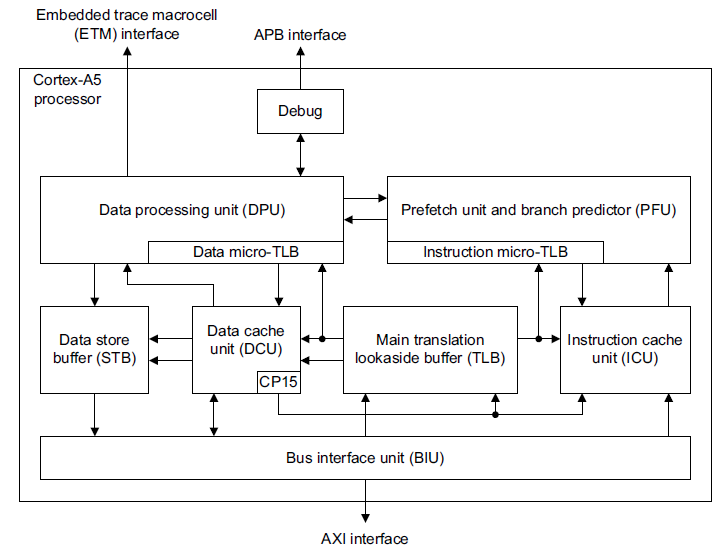 Embedded trace macrocell
(ETM) interface
APB interface
Cortex-A5
processor
Debug
Data processing unit (DPU)
Prefetch unit and branch predictor (PFU)
Data micro-TLB
Instruction micro-TLB
Data store
buffer (STB)
Data cache
unit (DCU)
CP15
Main translation
lookaside buffer (TLB)
Instruction cache
unit (ICU)
Bus interface unit (BIU)
AXI interface